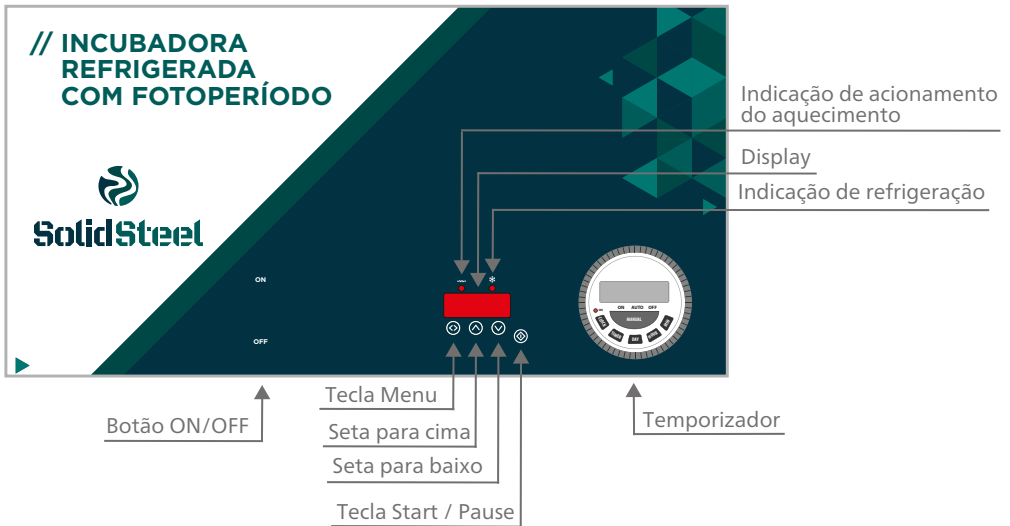 // INCUBADORA
REFRIGERADA
COM FOTOPERÍODO
SolidSteel
Indicação de acionamento
do aquecimento
Display
Indicação de refrigeração
ON
OFF
ON AUTO OFF
MANUAL
DAY
Botão ON/OFF
Tecla Menu
Seta para cima
Seta para baixo
Tecla Start / Pause
Temporizador